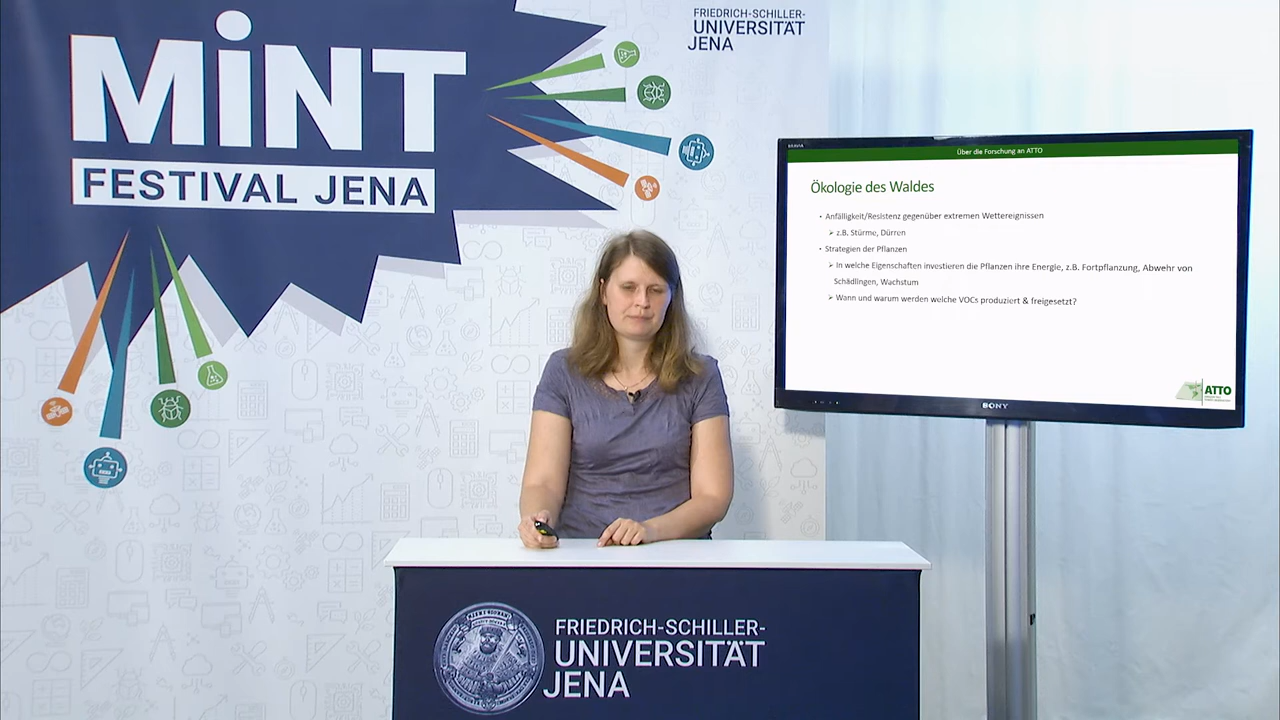 MiNT
FESTIVAL JENA
FRIEDRICH-SCHILLER-
UNIVERSITÄT
JENA
BRAVIA
Über die Forschung an ATTO
Ökologie des Waldes
• Anfälligkeit/Resistenz gegenüber extremen Wettereignissen
➢ z.B. Stürme, Dürren
• Strategien der Pflanzen
➢ In welche Eigenschaften investieren die Pflanzen ihre Energie, z.B. Fortpflanzung, Abwehr von
Schädlingen, Wachstum
➢ Wann und warum werden welche VOCs produziert & freigesetzt?
ATTO
SONY
FRIEDRICH-SCHILLER-
UNIVERSITÄT
JENA